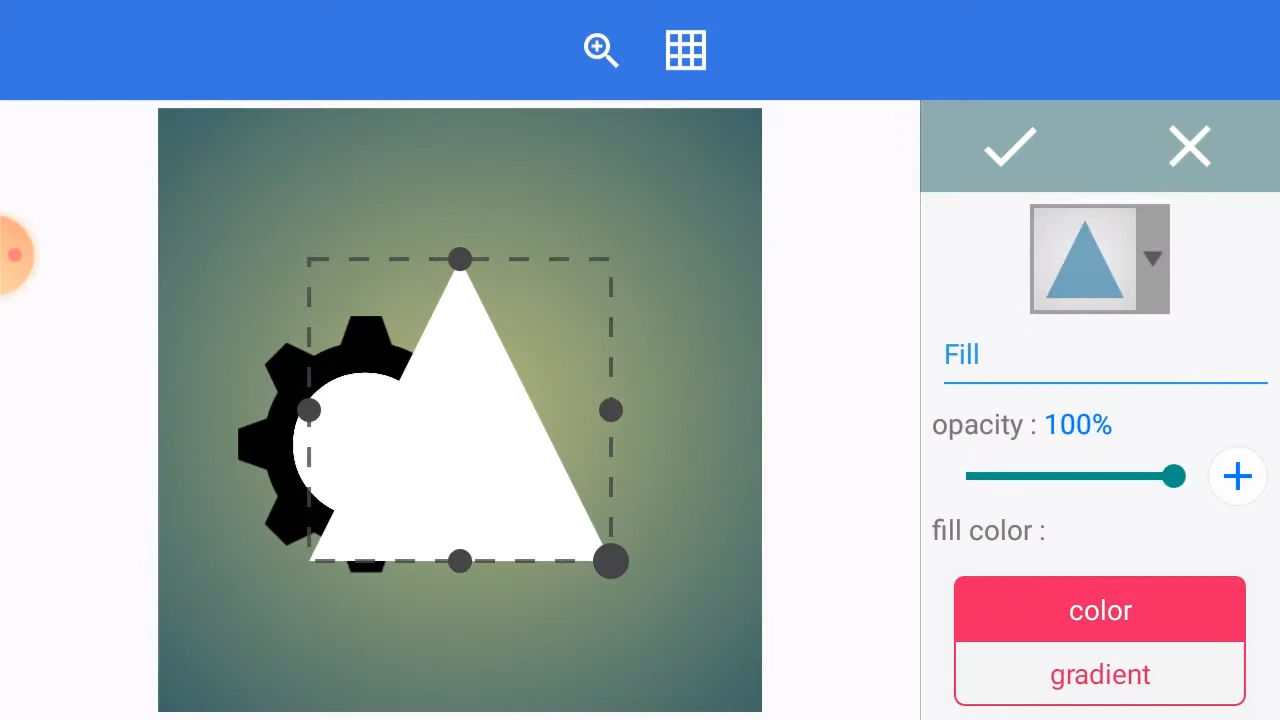 Fill
opacity : 100%
fill color :
color
gradient